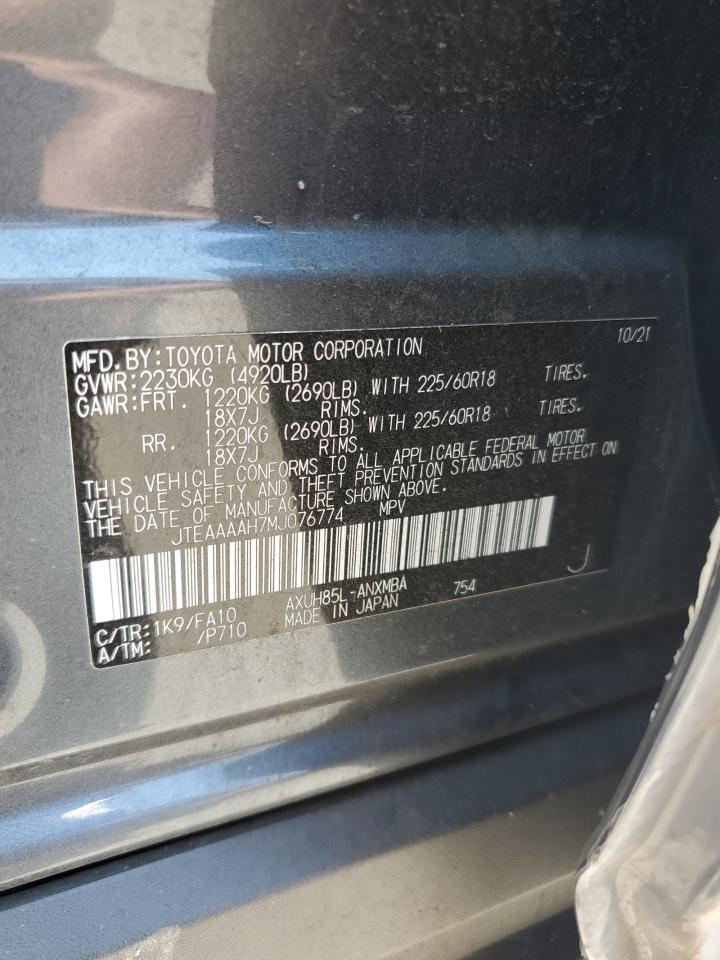 10/21
MFD. BY: TOYOTA MOTOR CORPORATION
GVWR: 2230KG (4920LB)
GAWR: FRT. 1220KG (2690LB) WITH 225/60R18 TIRES.
18X7J RIMS.
RR. 1220KG (2690LB) WITH 225/60R18 TIRES.
18X7J RIMS.
THIS VEHICLE CONFORMS TO ALL APPLICABLE FEDERAL MOTOR
VEHICLE SAFETY AND THEFT PREVENTION STANDARDS IN EFFECT ON
THE DATE OF MANUFACTURE SHOWN ABOVE.
JTEAAAAH7MJ076774 MPV
J
C/TR: 1K9/FA10 AXUH85L-ANXMBA 754
A/TM: /P710 MADE IN JAPAN